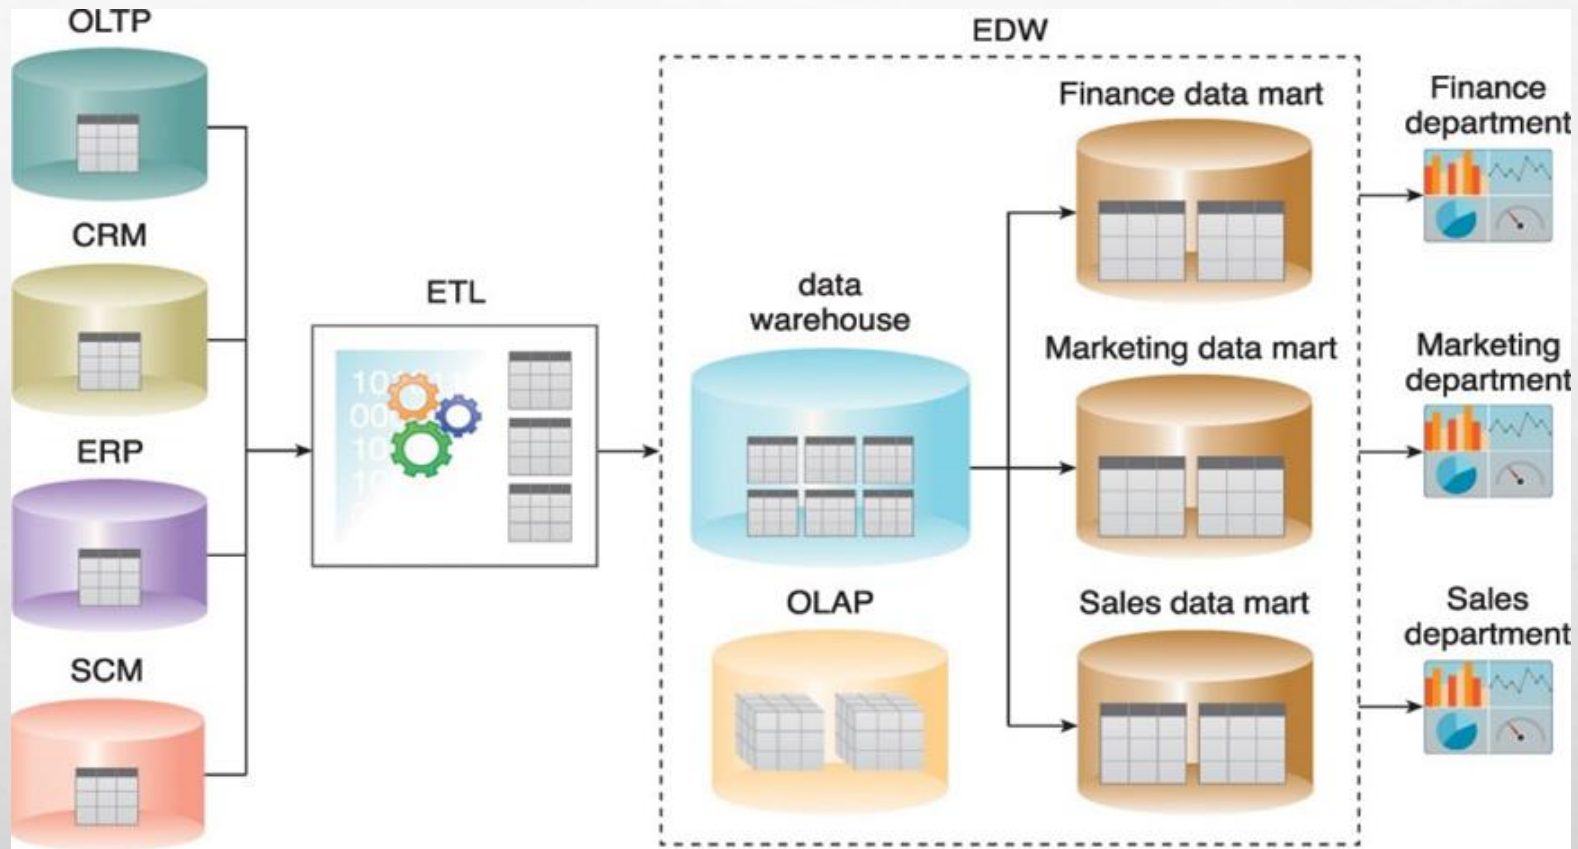 OLTP
CRM
ERP
SCM
ETL
EDW
data
warehouse
OLAP
Finance data mart
Marketing data mart
Sales data mart
Finance
department
Marketing
department
Sales
department